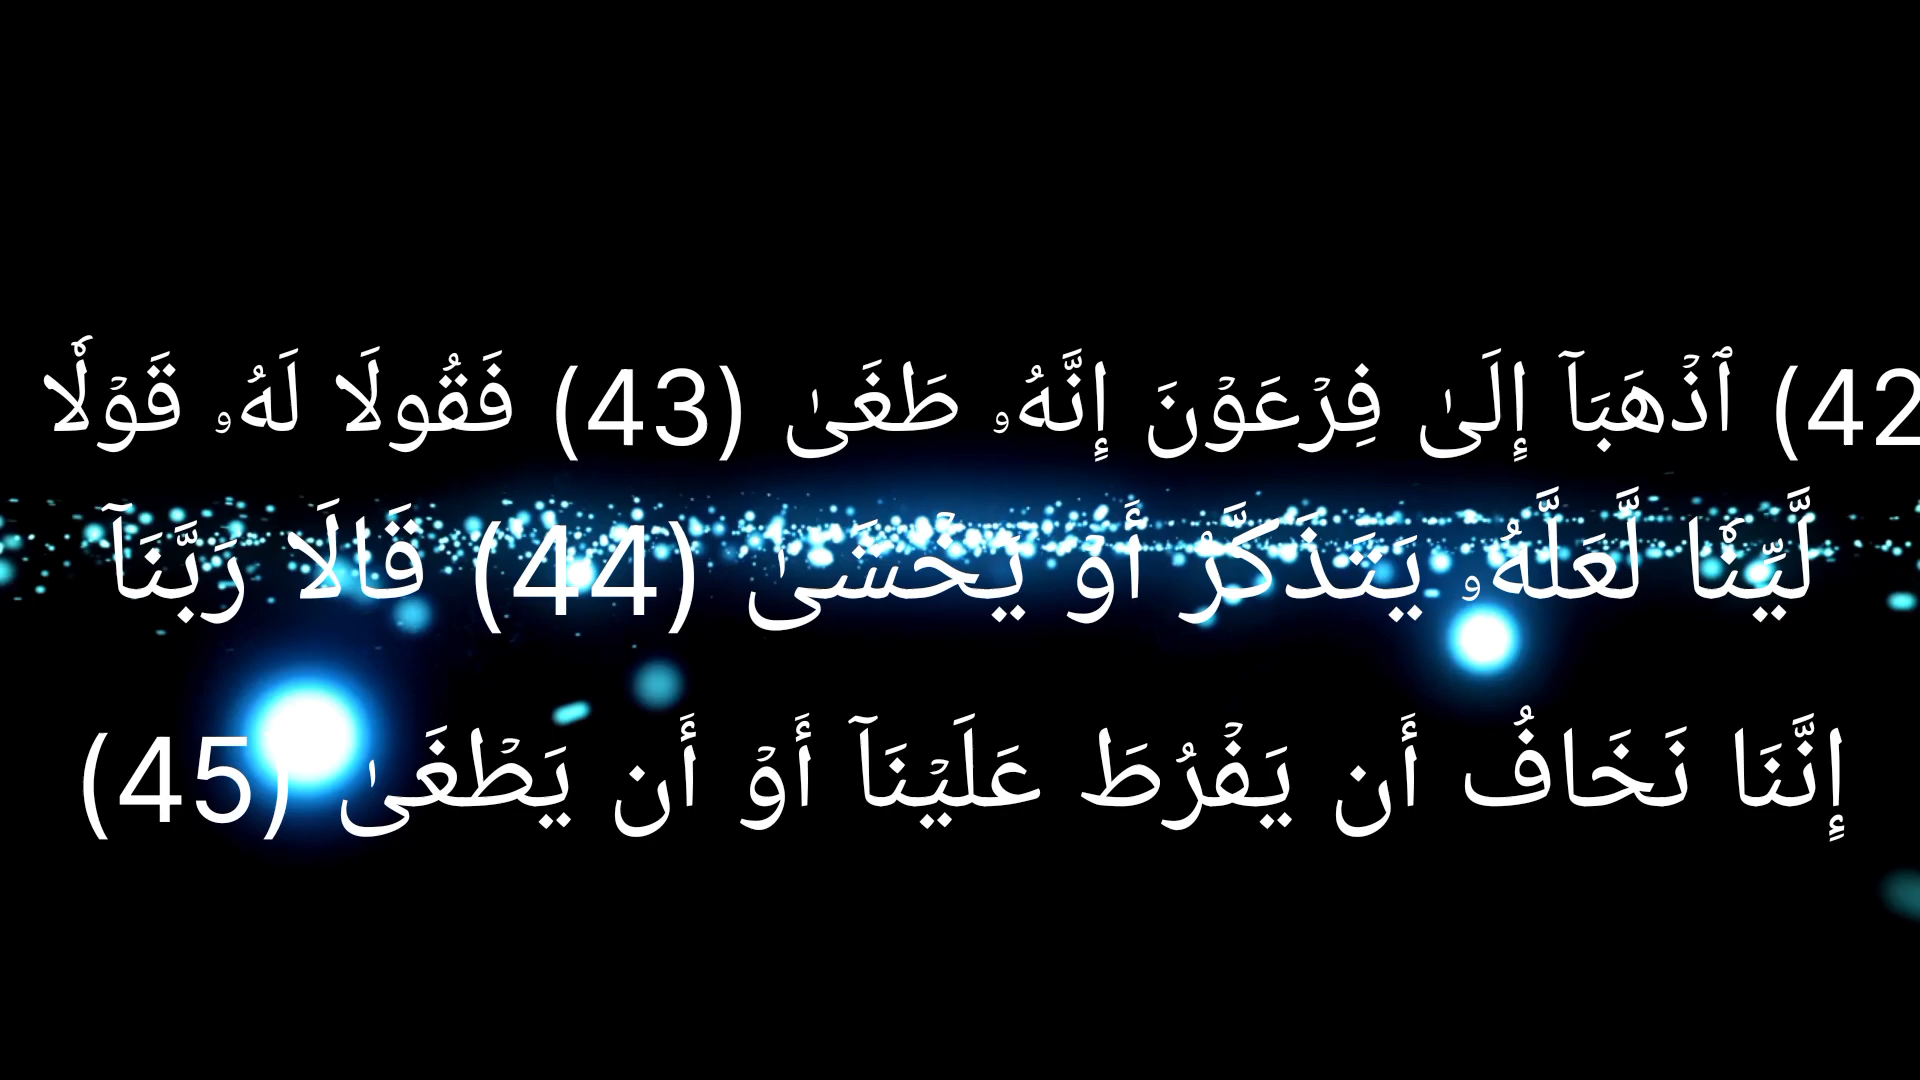 (42 ٱذۡهَبَآ إِلَىٰ فِرۡعَوۡنَ إِنَّهُۥ طَغَىٰ (43) فَقُولَا لَهُۥ قَوۡلٗا
لَّيِّنٗا لَّعَلَّهُۥ يَتَذَكَّرُ أَوۡ يَخۡشَىٰ (44) قَالَا رَبَّنَآ
إِنَّنَا نَخَافُ أَن يَفۡرُطَ عَلَيۡنَآ أَوۡ أَن يَطۡغَىٰ (45)